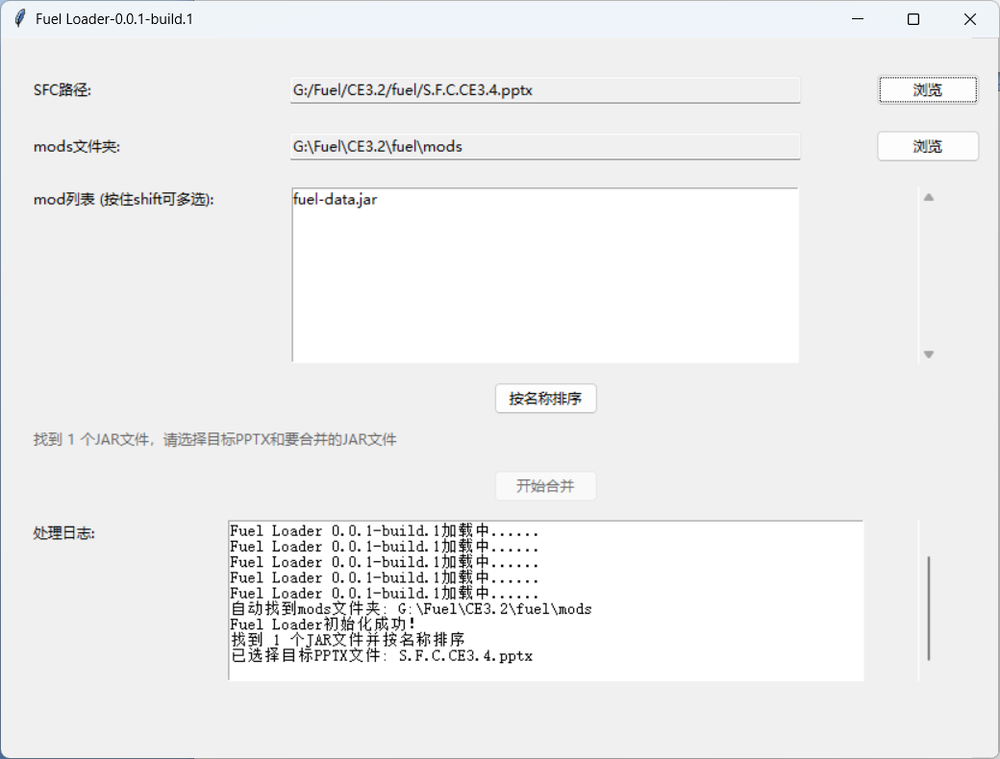 Fuel Loader-0.0.1-build.1
SFC路径:
G:/Fuel/CE3.2/fuel/S.F.C.CE3.4.pptx
浏览
mods文件夹:
G:\Fuel\CE3.2\fuel\mods
浏览
mod列表 (按住shift可多选):
fuel-data.jar
按名称排序
找到 1 个JAR文件，请选择目标PPTX和要合并的JAR文件
开始合并
处理日志:
Fuel Loader 0.0.1-build.1加载中......
Fuel Loader 0.0.1-build.1加载中......
Fuel Loader 0.0.1-build.1加载中......
Fuel Loader 0.0.1-build.1加载中......
Fuel Loader 0.0.1-build.1加载中......
自动找到mods文件夹: G:\Fuel\CE3.2\fuel\mods
Fuel Loader初始化成功!
找到 1 个JAR文件并按名称排序
已选择目标PPTX文件: S.F.C.CE3.4.pptx